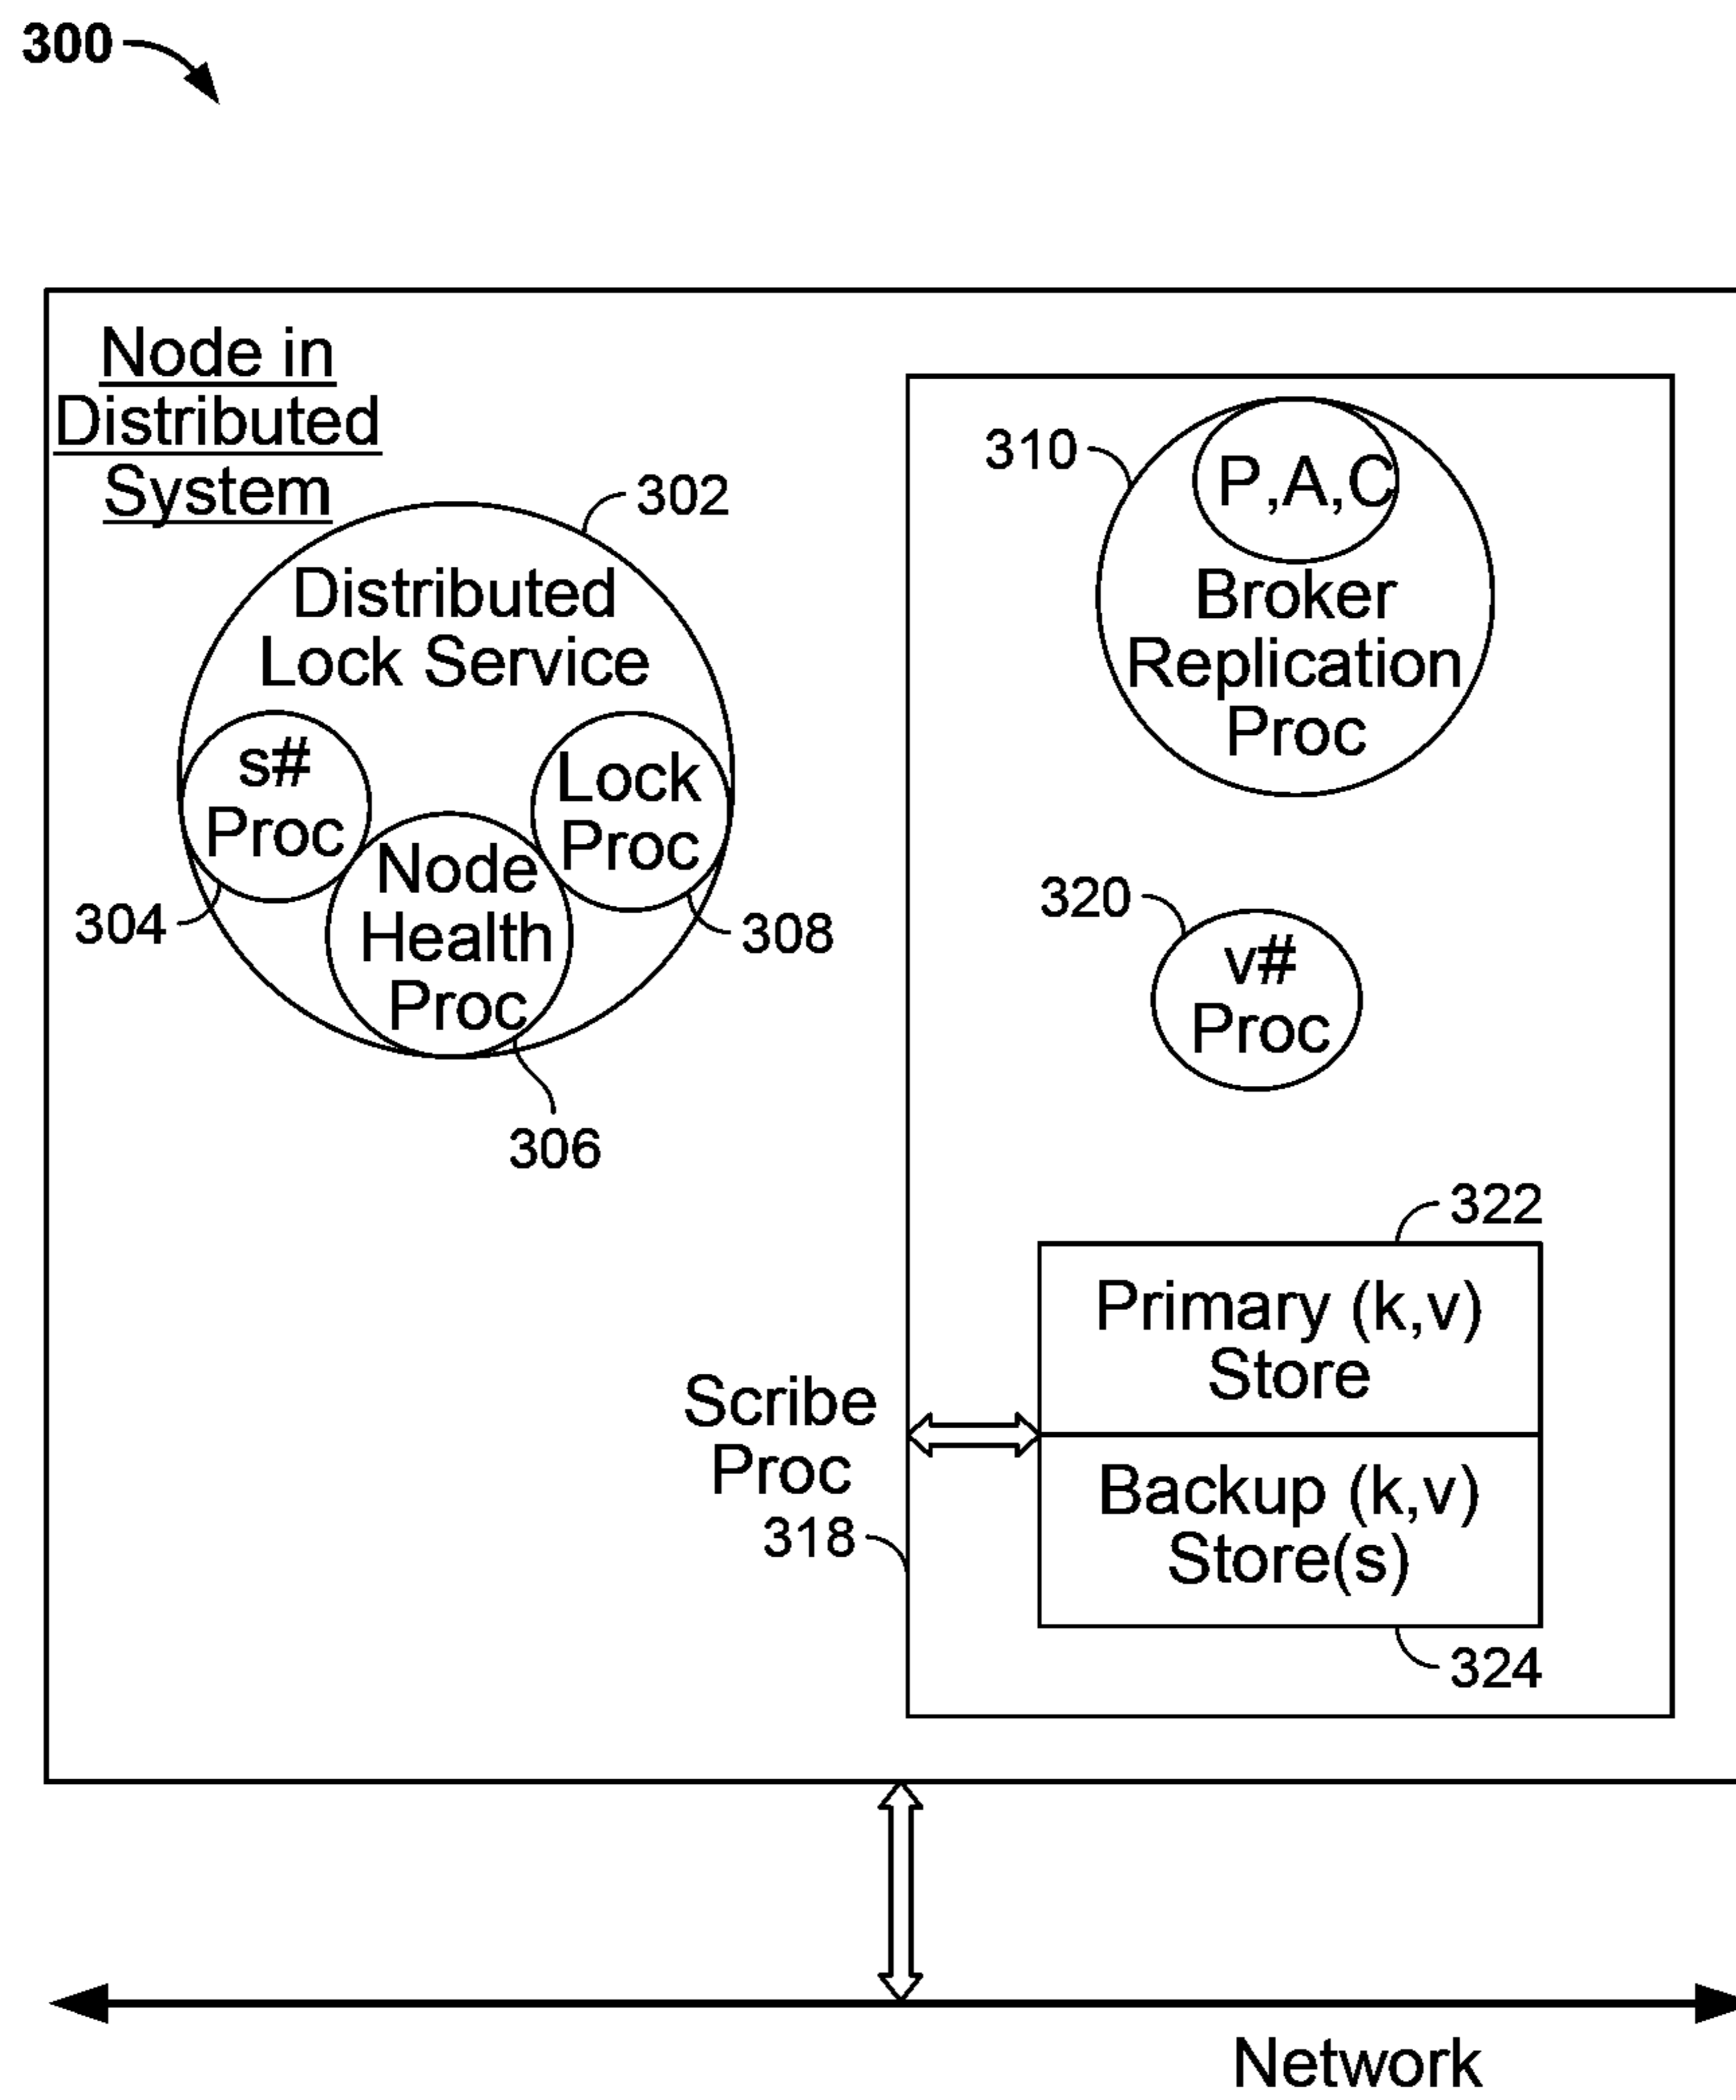 300
Node in
Distributed
System
302
Distributed
Lock Service
s#
Proc
Node
Health
Proc
Lock
Proc
304
308
306
310
P,A,C
Broker
Replication
Proc
320
v#
Proc
322
Primary (k,v)
Store
Scribe
Proc
318
Backup (k,v)
Store(s)
324
Network